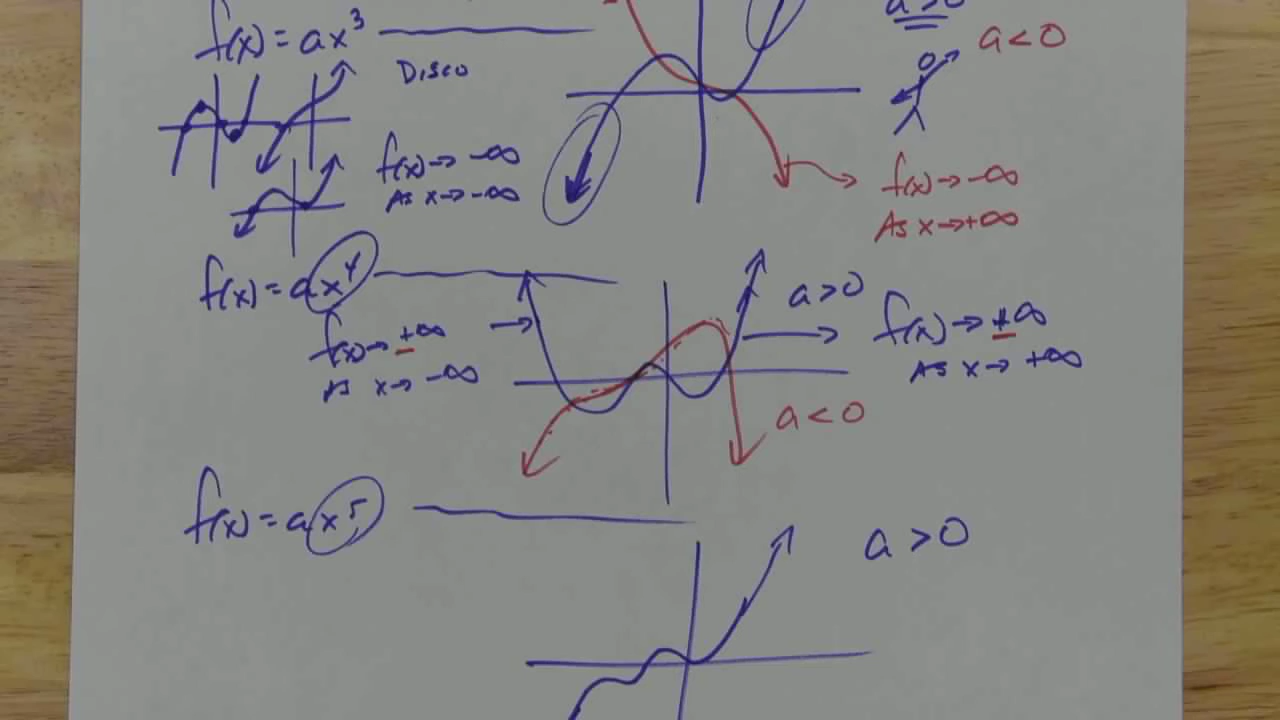 f(x) = ax³
a>0
a<0
Disco
f(x)→ -∞
As x→ -∞
f(x)→ -∞
As x→+∞
f(x) = ax⁴
a>0
f(x)→ +∞
As x→ -∞
f(x)→ +∞
As x→ +∞
a<0
f(x) = ax⁵
a>0